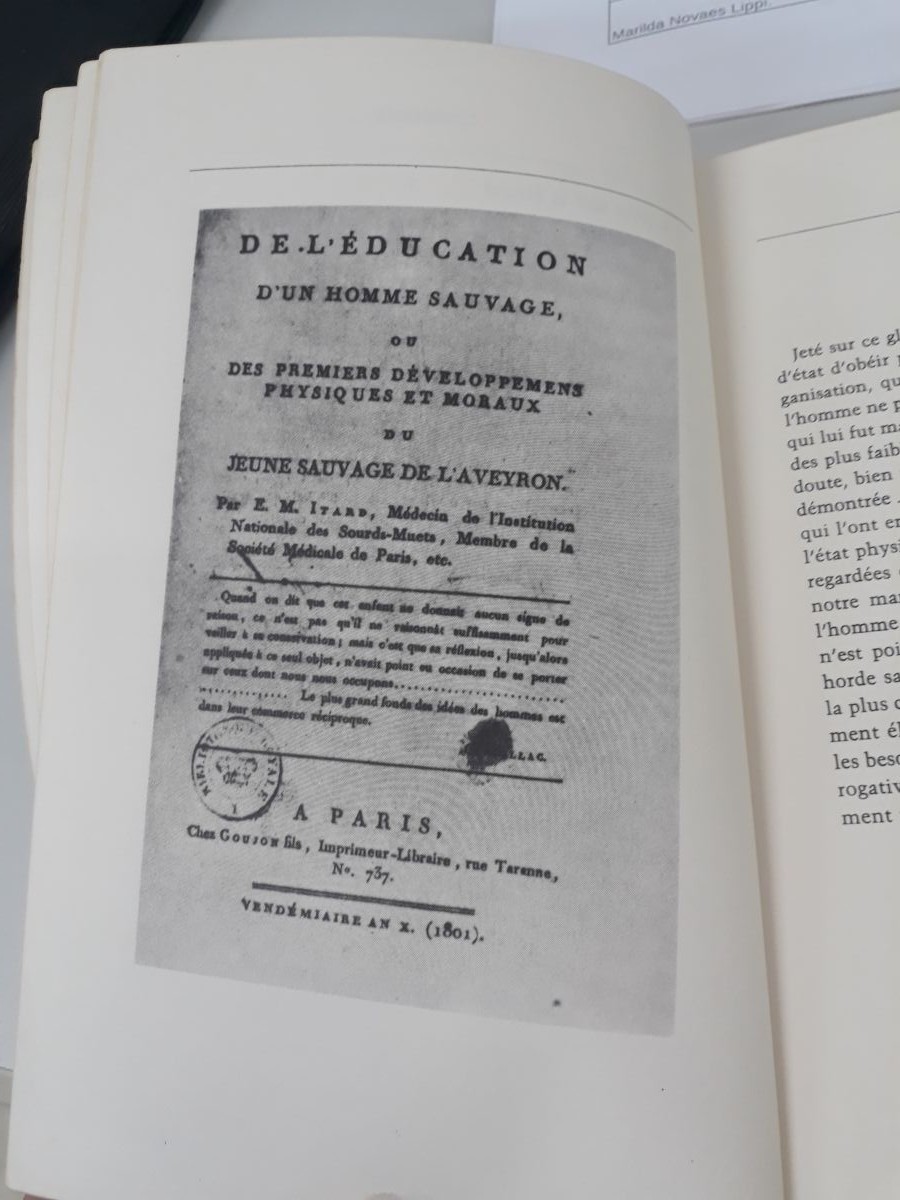 Marilda Novaes Lippi.
DE.L'ÉDUCATION
D'UN HOMME SAUVAGE,
OU
DES PREMIERS DÉVELOPPEMENS
PHYSIQUES ET MORAUX
DU
JEUNE SAUVAGE DE L'AVEYRON.
Par E. M. ITARD, Médecin de l'Institution
Nationale des Sourds-Muets, Membre de la
Société Médicale de Paris, etc.
Quand on dit que cet enfant ne donnait aucun signe de
raison, ce n'est pas qu'il ne raisonnât suffisamment pour
veiller à sa conservation; mais c'est que sa réflexion, jusqu'alors
appliquée à ce seul objet, n'avait point eu occasion de se porter
sur ceux dont nous nous occupons........................
............... Le plus grand fonds des idées des hommes est
dans leur commerce réciproque.
LLAC.
A PARIS,
Chez GOUJON fils, Imprimeur-Libraire, rue Taranne,
No. 737.
VENDÉMIAIRE AN X. (1801).
Jeté sur ce gl
d'état d'obéir p
ganisation, qu
l'homme ne p
qui lui fut ma
des plus faib
doute, bien
démontrée
qui l'ont en
l'état physi
regardées
notre mar
l'homme
n'est poi
horde sa
la plus c
ment él
les beso
rogativ
ment